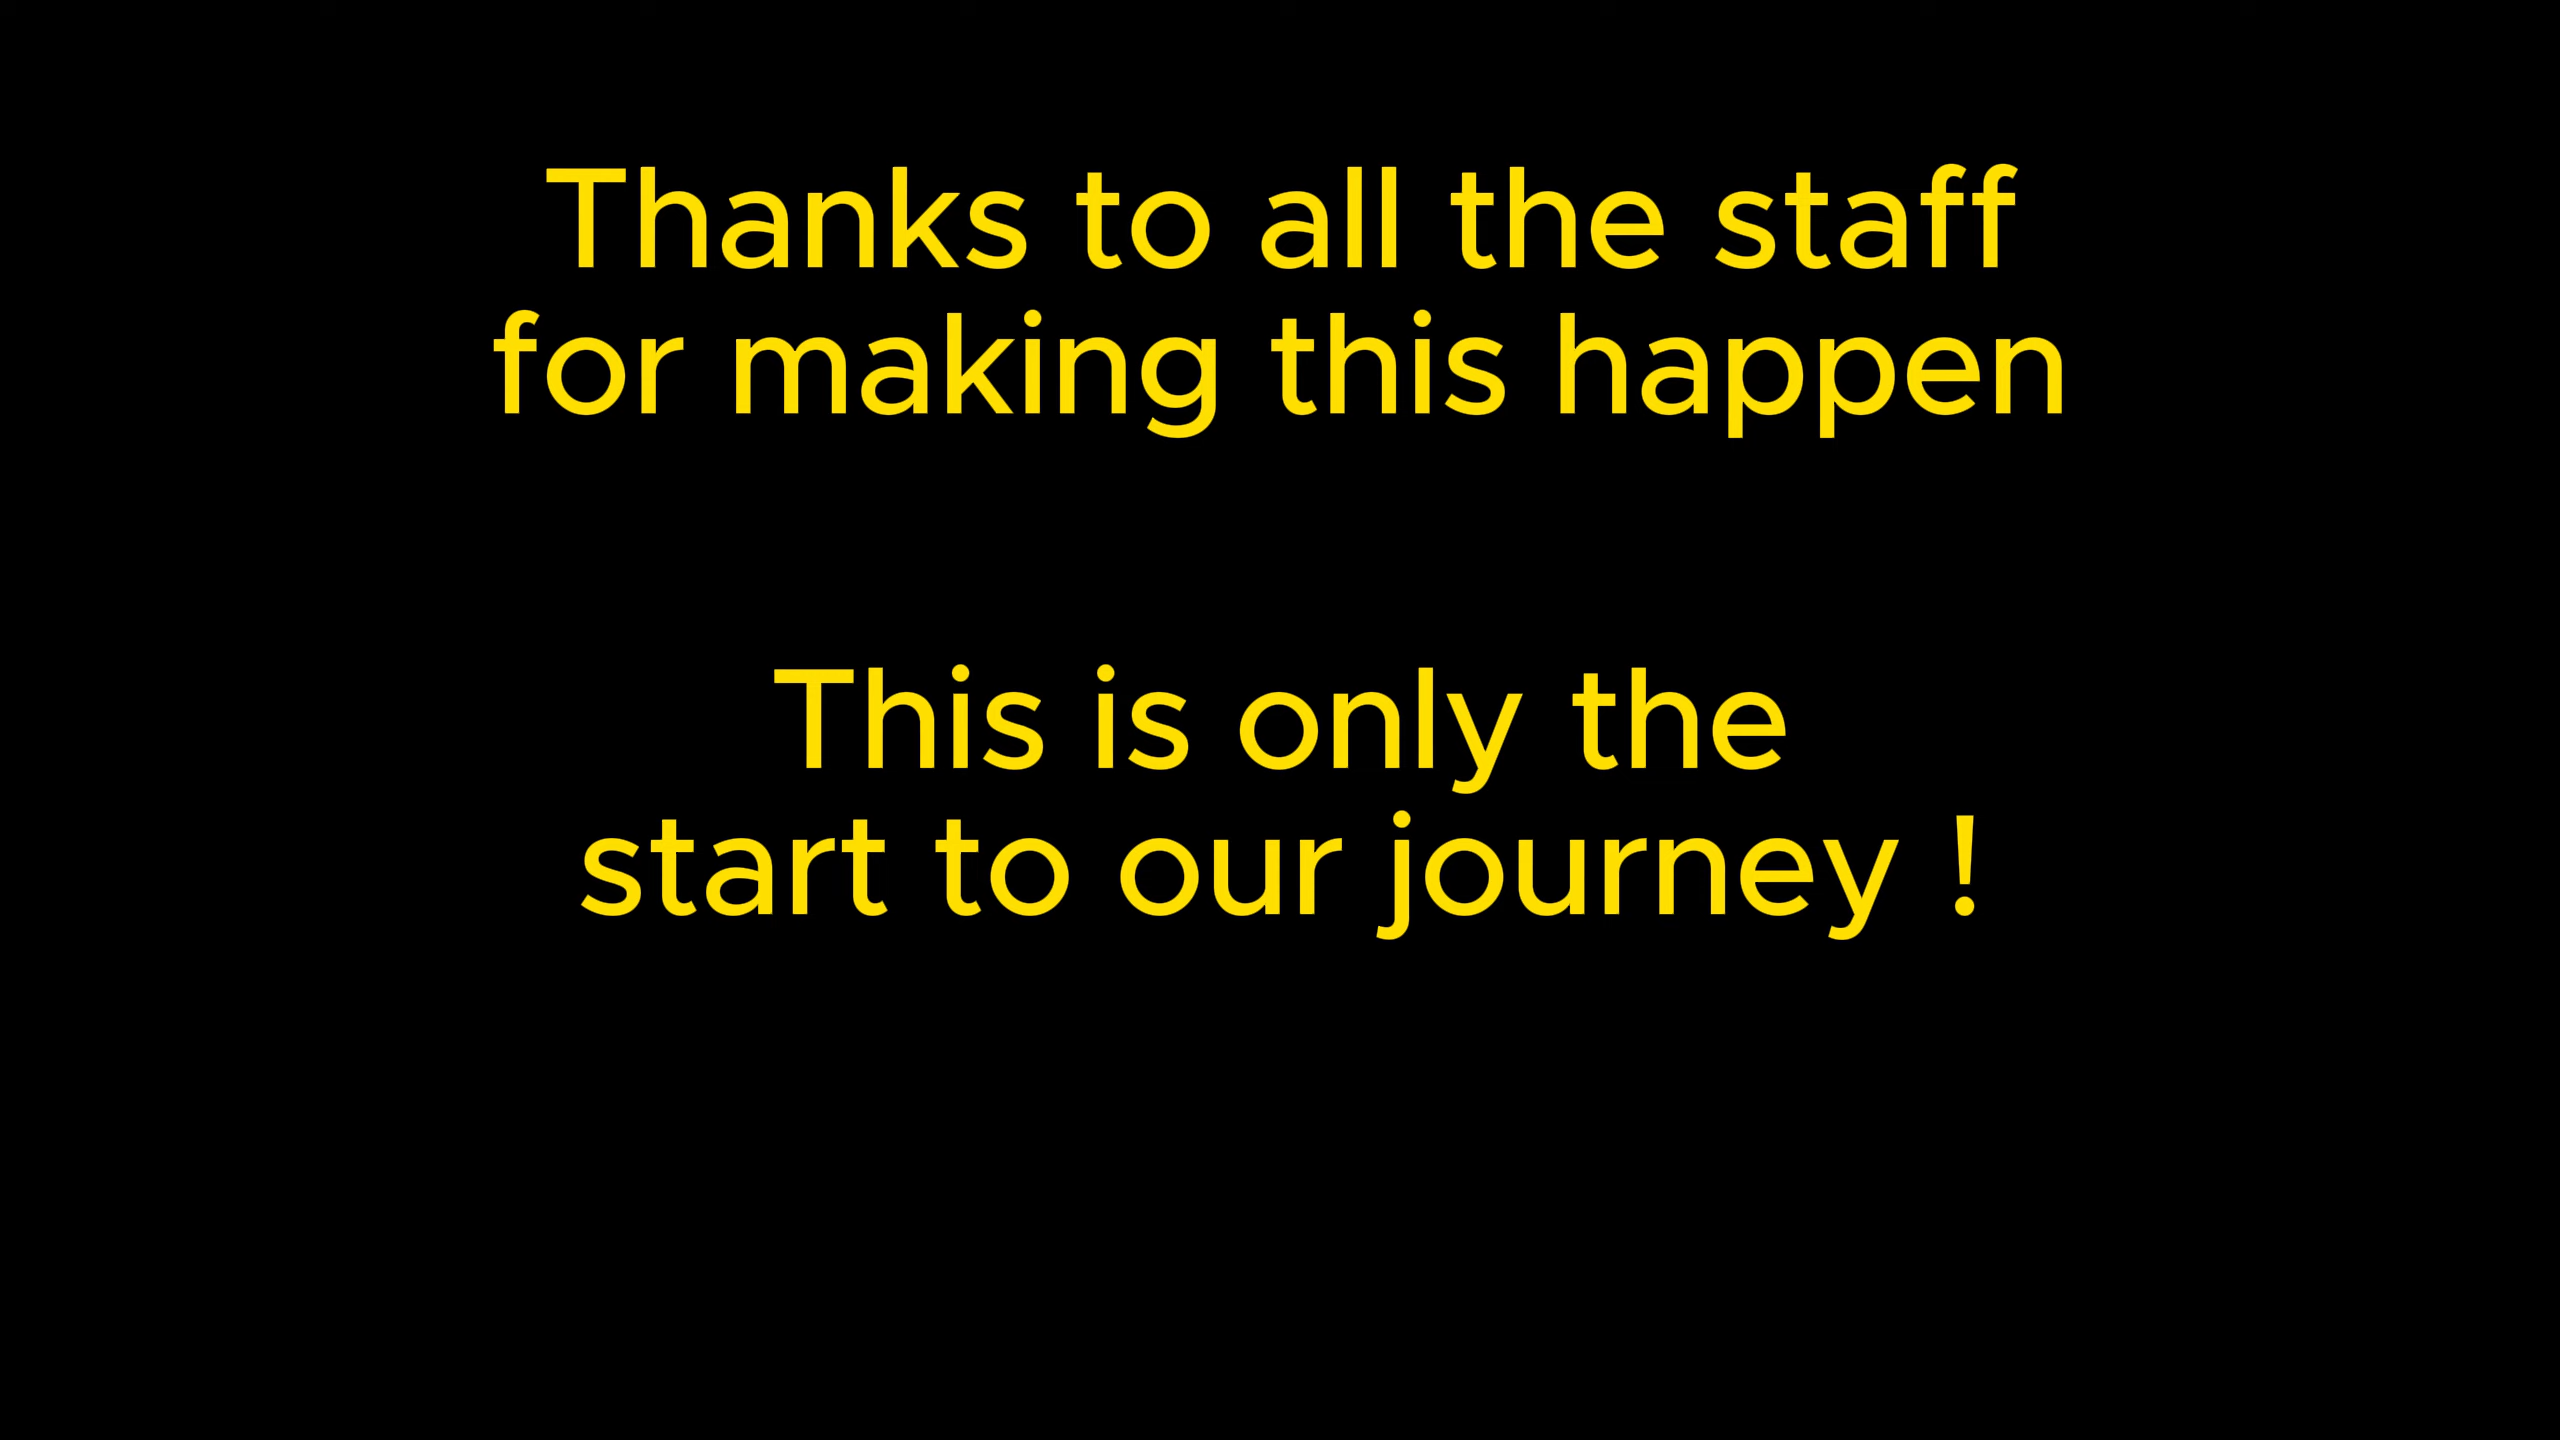 Thanks to all the staff
for making this happen
This is only the
start to our journey !